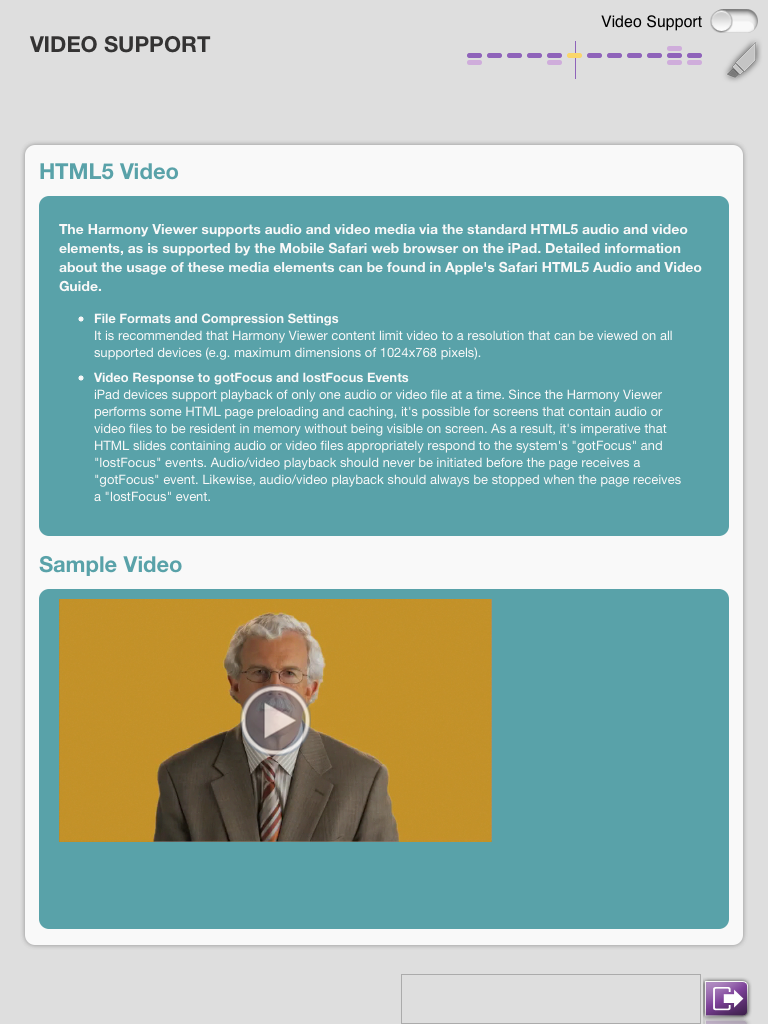 Video Support
VIDEO SUPPORT
HTML5 Video
The Harmony Viewer supports audio and video media via the standard HTML5 audio and video
elements, as is supported by the Mobile Safari web browser on the iPad. Detailed information
about the usage of these media elements can be found in Apple's Safari HTML5 Audio and Video
Guide.
• File Formats and Compression Settings
It is recommended that Harmony Viewer content limit video to a resolution that can be viewed on all
supported devices (e.g. maximum dimensions of 1024x768 pixels).
• Video Response to gotFocus and lostFocus Events
iPad devices support playback of only one audio or video file at a time. Since the Harmony Viewer
performs some HTML page preloading and caching, it's possible for screens that contain audio or
video files to be resident in memory without being visible on screen. As a result, it's imperative that
HTML slides containing audio or video files appropriately respond to the system's "gotFocus" and
"lostFocus" events. Audio/video playback should never be initiated before the page receives a
"gotFocus" event. Likewise, audio/video playback should always be stopped when the page receives
a "lostFocus" event.
Sample Video